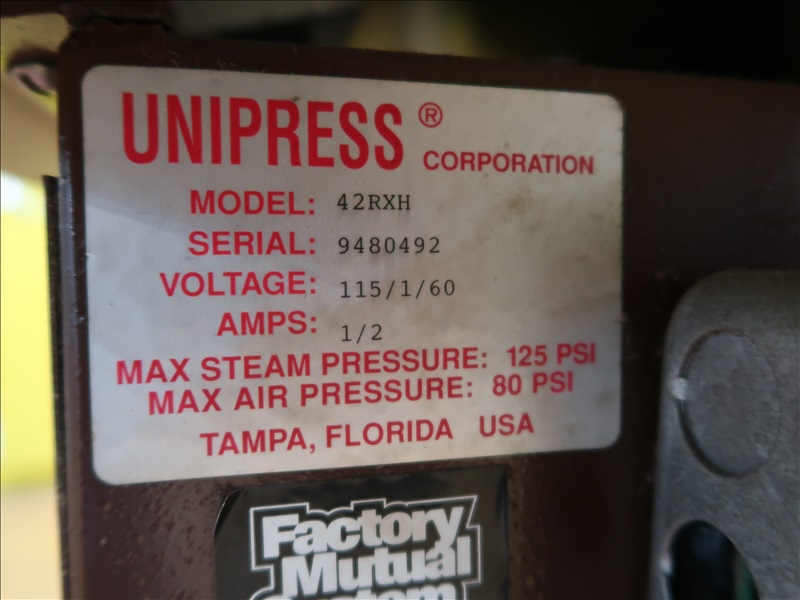 UNIPRESS®
CORPORATION
MODEL: 42RXH
SERIAL: 9480492
VOLTAGE: 115/1/60
AMPS: 1/2
MAX STEAM PRESSURE: 125 PSI
MAX AIR PRESSURE: 80 PSI
TAMPA, FLORIDA USA
Factory
Mutual
System